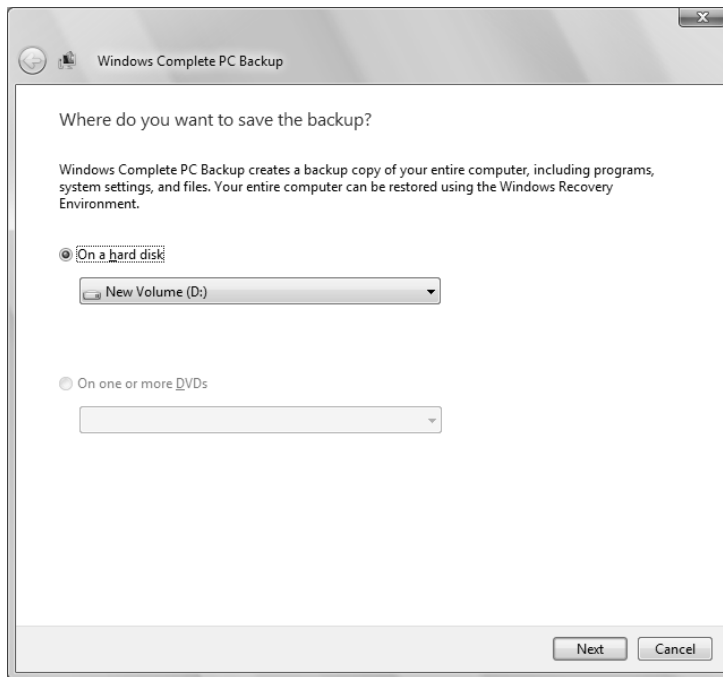 Windows Complete PC Backup
Where do you want to save the backup?
Windows Complete PC Backup creates a backup copy of your entire computer, including programs,
system settings, and files. Your entire computer can be restored using the Windows Recovery
Environment.
On a hard disk
New Volume (D:)
On one or more DVDs
Next Cancel